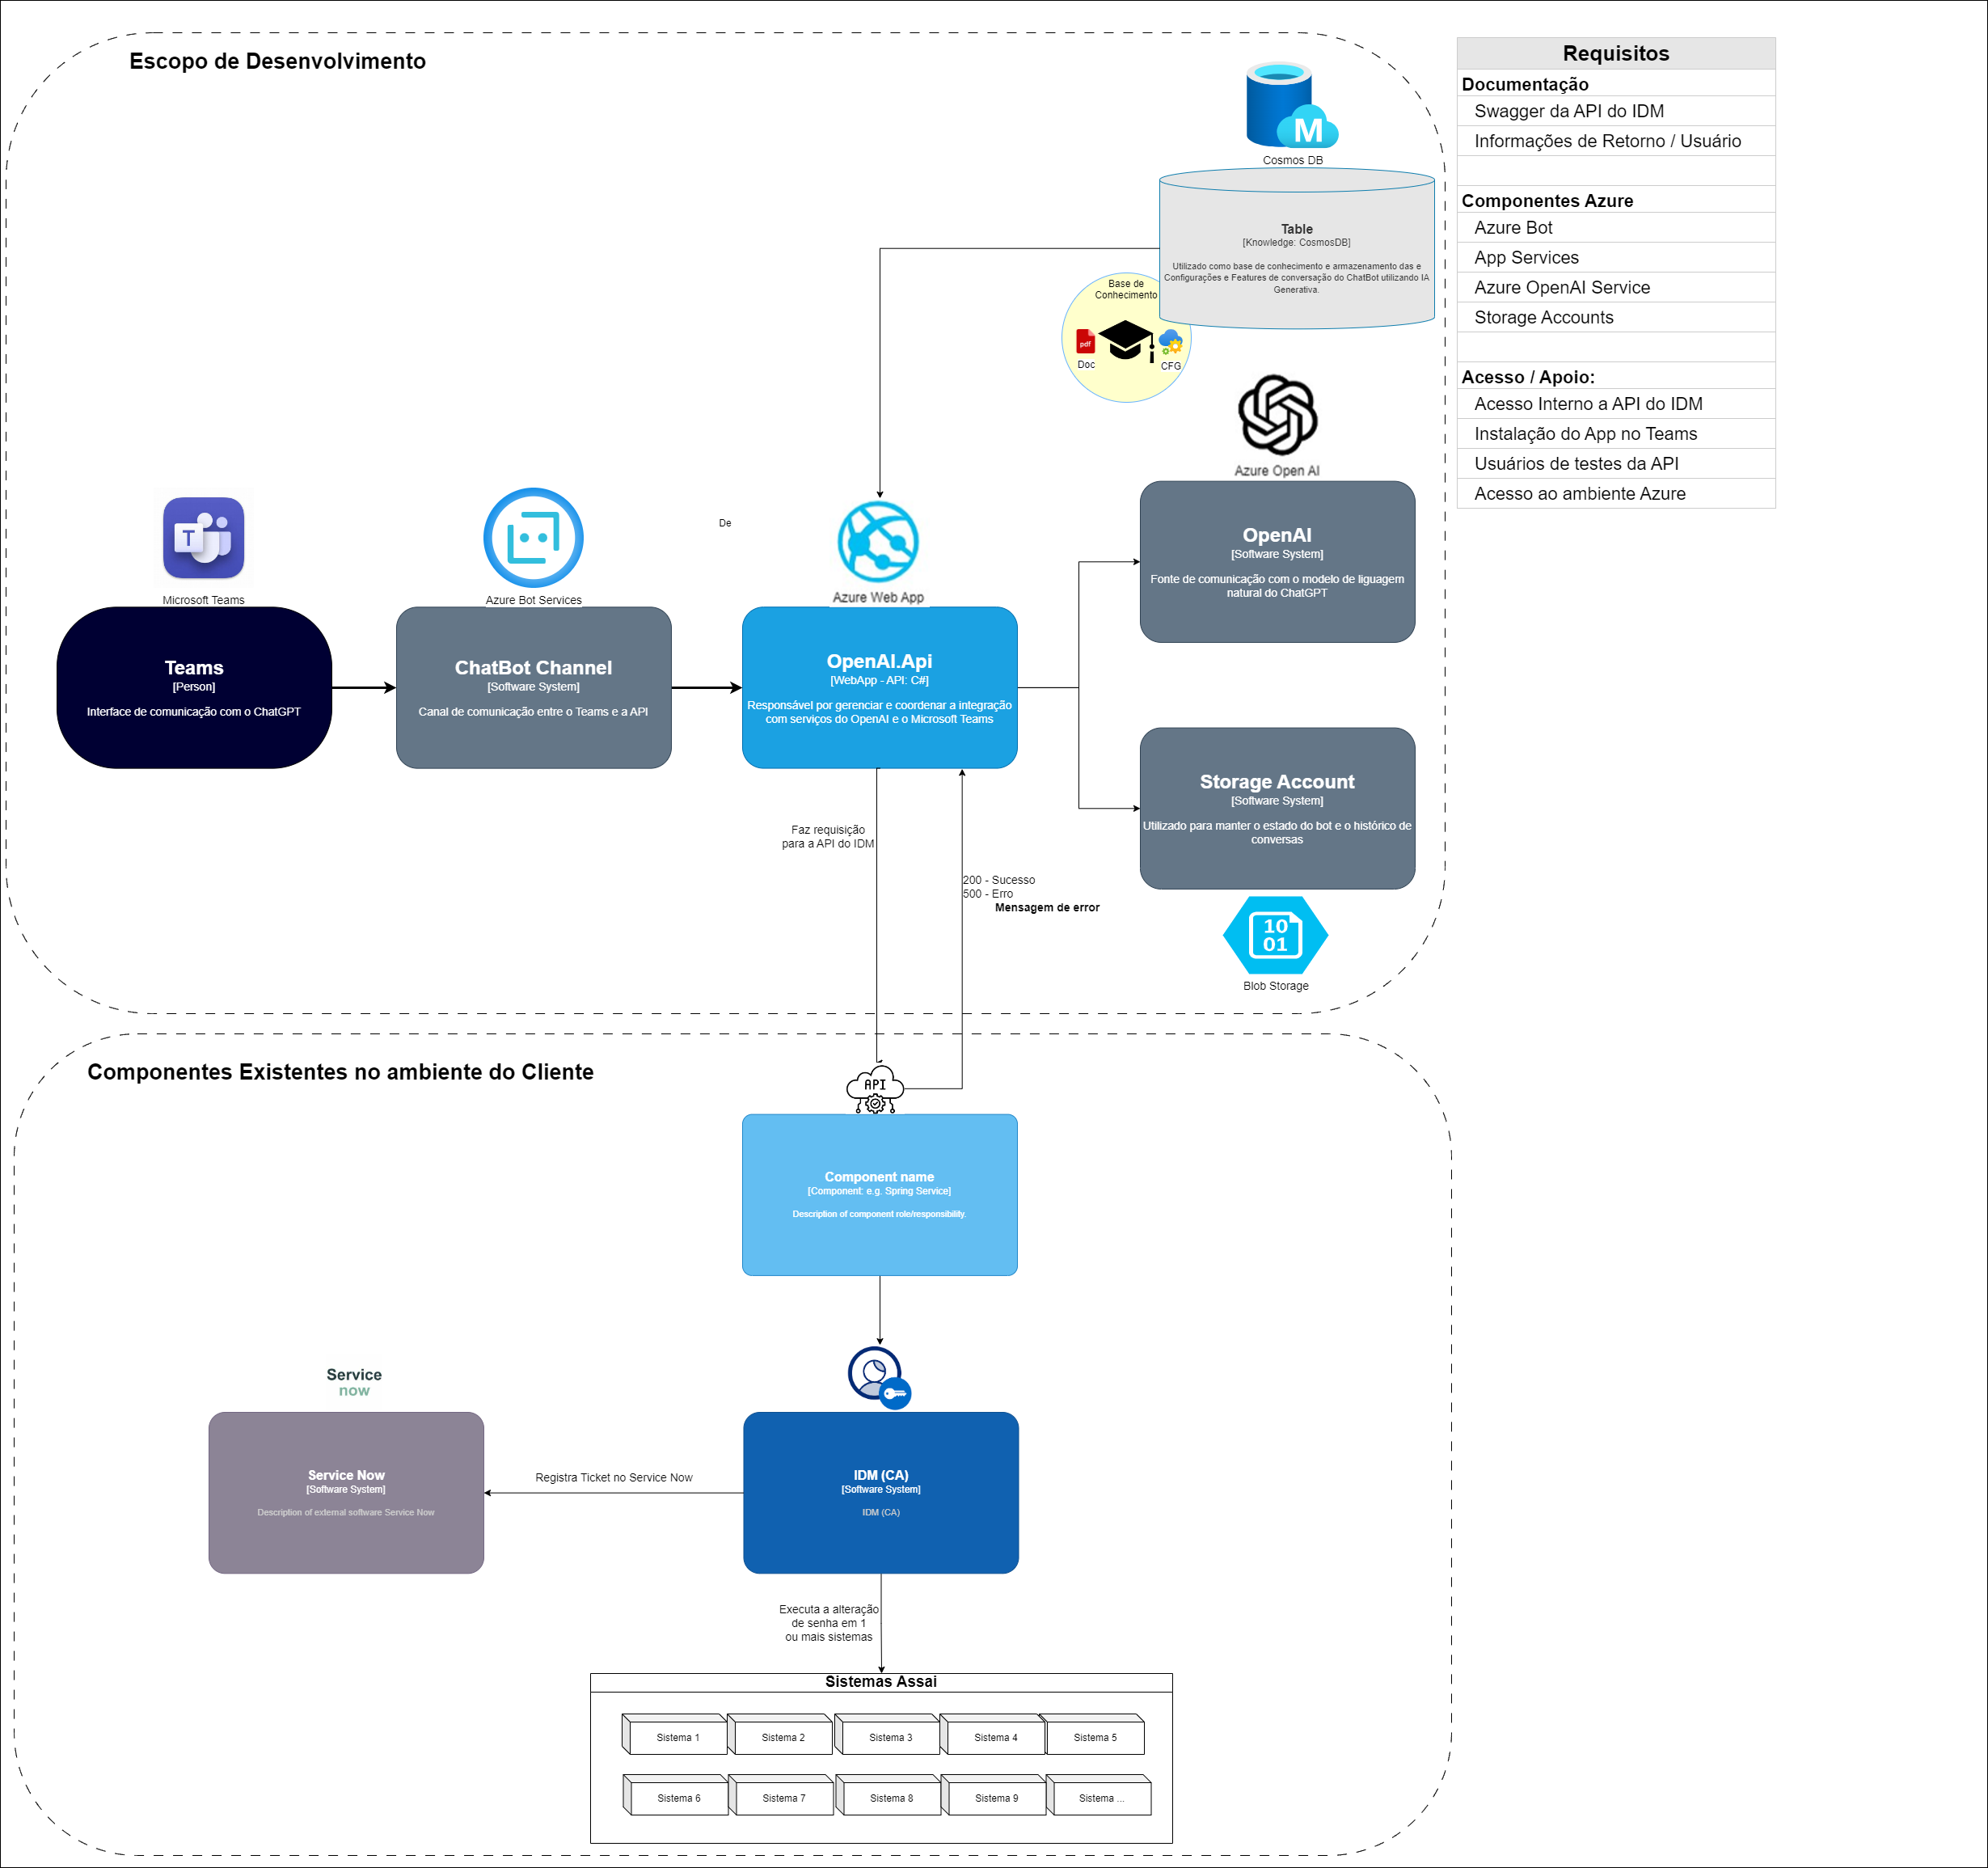 Escopo de Desenvolvimento
Requisitos
Documentação
Swagger da API do IDM
Informações de Retorno / Usuário
Componentes Azure
Azure Bot
App Services
Azure OpenAI Service
Storage Accounts
Acesso / Apoio:
Acesso Interno a API do IDM
Instalação do App no Teams
Usuários de testes da API
Acesso ao ambiente Azure
M
Cosmos DB
Table
[Knowledge: CosmosDB]
Utilizado como base de conhecimento e armazenamento das e
Configurações e Features de conversação do ChatBot utilizando IA
Generativa.
Base de
Conhecimento
pdf
Doc
CFG
Azure Open AI
OpenAI
[Software System]
Fonte de comunicação com o modelo de liguagem
natural do ChatGPT
De
T
Microsoft Teams
Teams
[Person]
Interface de comunicação com o ChatGPT
Azure Bot Services
ChatBot Channel
[Software System]
Canal de comunicação entre o Teams e a API
Azure Web App
OpenAI.Api
[WebApp - API: C#]
Responsável por gerenciar e coordenar a integração
com serviços do OpenAI e o Microsoft Teams
Storage Account
[Software System]
Utilizado para manter o estado do bot e o histórico de
conversas
10
01
Blob Storage
Faz requisição
para a API do IDM
200 - Sucesso
500 - Erro
Mensagem de error
Componentes Existentes no ambiente do Cliente
API
Component name
[Component: e.g. Spring Service]
Description of component role/responsibility.
Service
now
Service Now
[Software System]
Description of external software Service Now
Registra Ticket no Service Now
IDM (CA)
[Software System]
IDM (CA)
Executa a alteração
de senha em 1
ou mais sistemas
Sistemas Assai
Sistema 1
Sistema 2
Sistema 3
Sistema 4
Sistema 5
Sistema 6
Sistema 7
Sistema 8
Sistema 9
Sistema ...